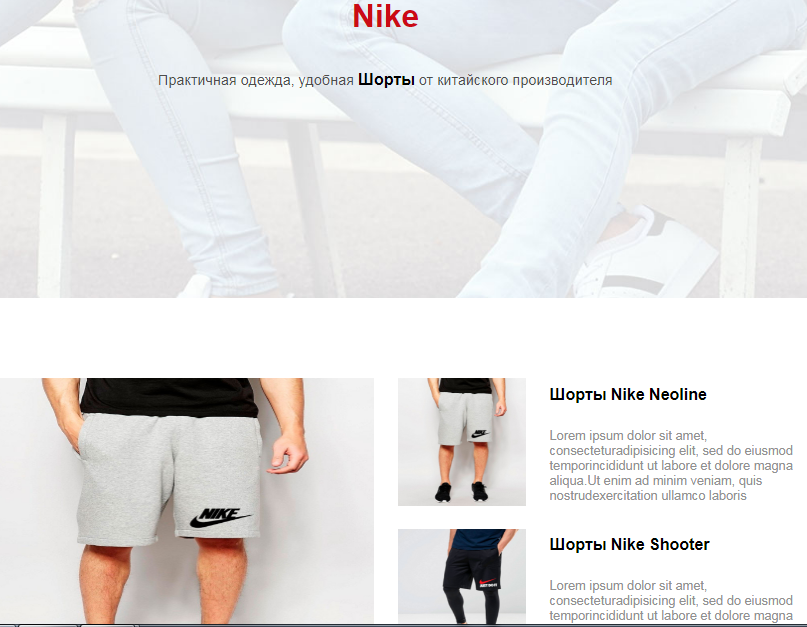 Nike
Практичная одежда, удобная Шорты от китайского производителя
NIKE
Шорты Nike Neoline
Lorem ipsum dolor sit amet,
consecteturadipisicing elit, sed do eiusmod
temporincididunt ut labore et dolore magna
aliqua.Ut enim ad minim veniam, quis
nostrudexercitation ullamco laboris
NIKE
Шорты Nike Shooter
Lorem ipsum dolor sit amet,
consecteturadipisicing elit, sed do eiusmod
temporincididunt ut labore et dolore magna